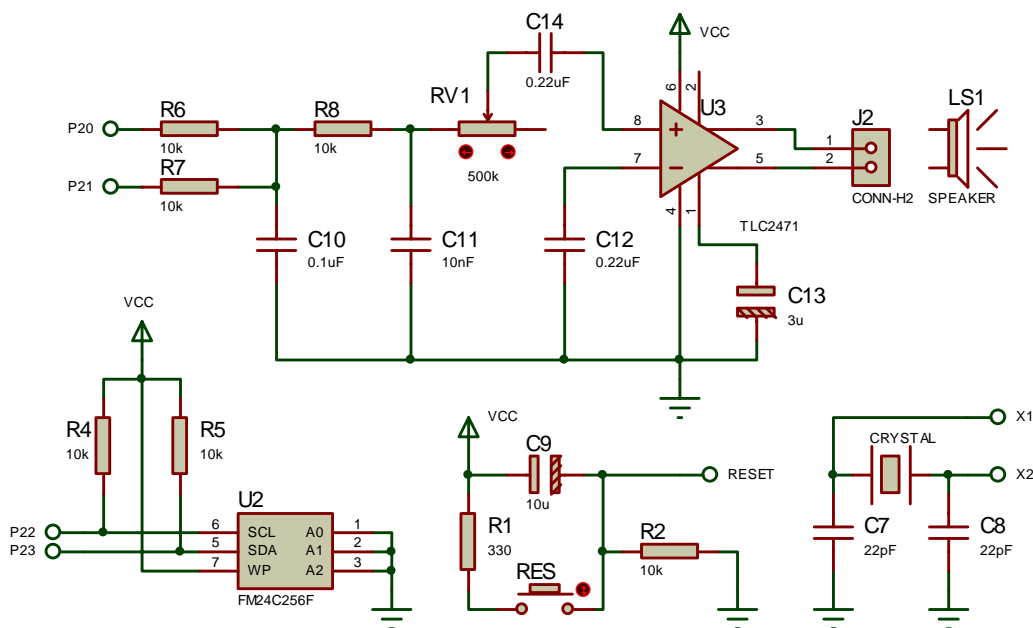 C14
0.22uF
VCC
6
2
U3
R6
10k
R8
10k
RV1
500k
P20
P21
R7
10k
8
7
3
5
4
1
TLC2471
J2
1
2
CONN-H2
LS1
SPEAKER
C10
0.1uF
C11
10nF
C12
0.22uF
C13
3u
VCC
R4
10k
R5
10k
U2
P22
P23
6
5
7
SCL
SDA
WP
A0
A1
A2
1
2
3
FM24C256F
VCC
C9
10u
RESET
R1
330
R2
10k
RES
X1
CRYSTAL
X2
C7
22pF
C8
22pF